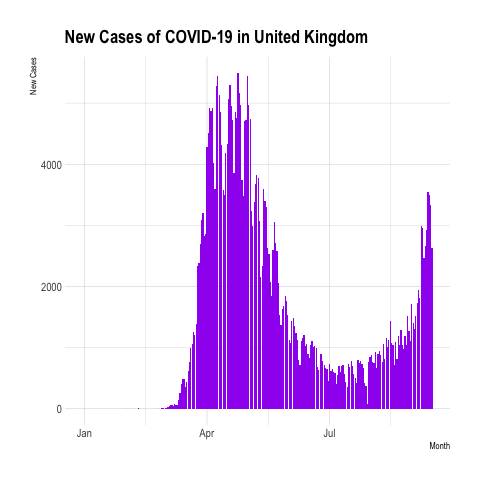 New Cases of COVID-19 in United Kingdom
New Cases
4000
2000
0
Jan
Apr
Jul
Month